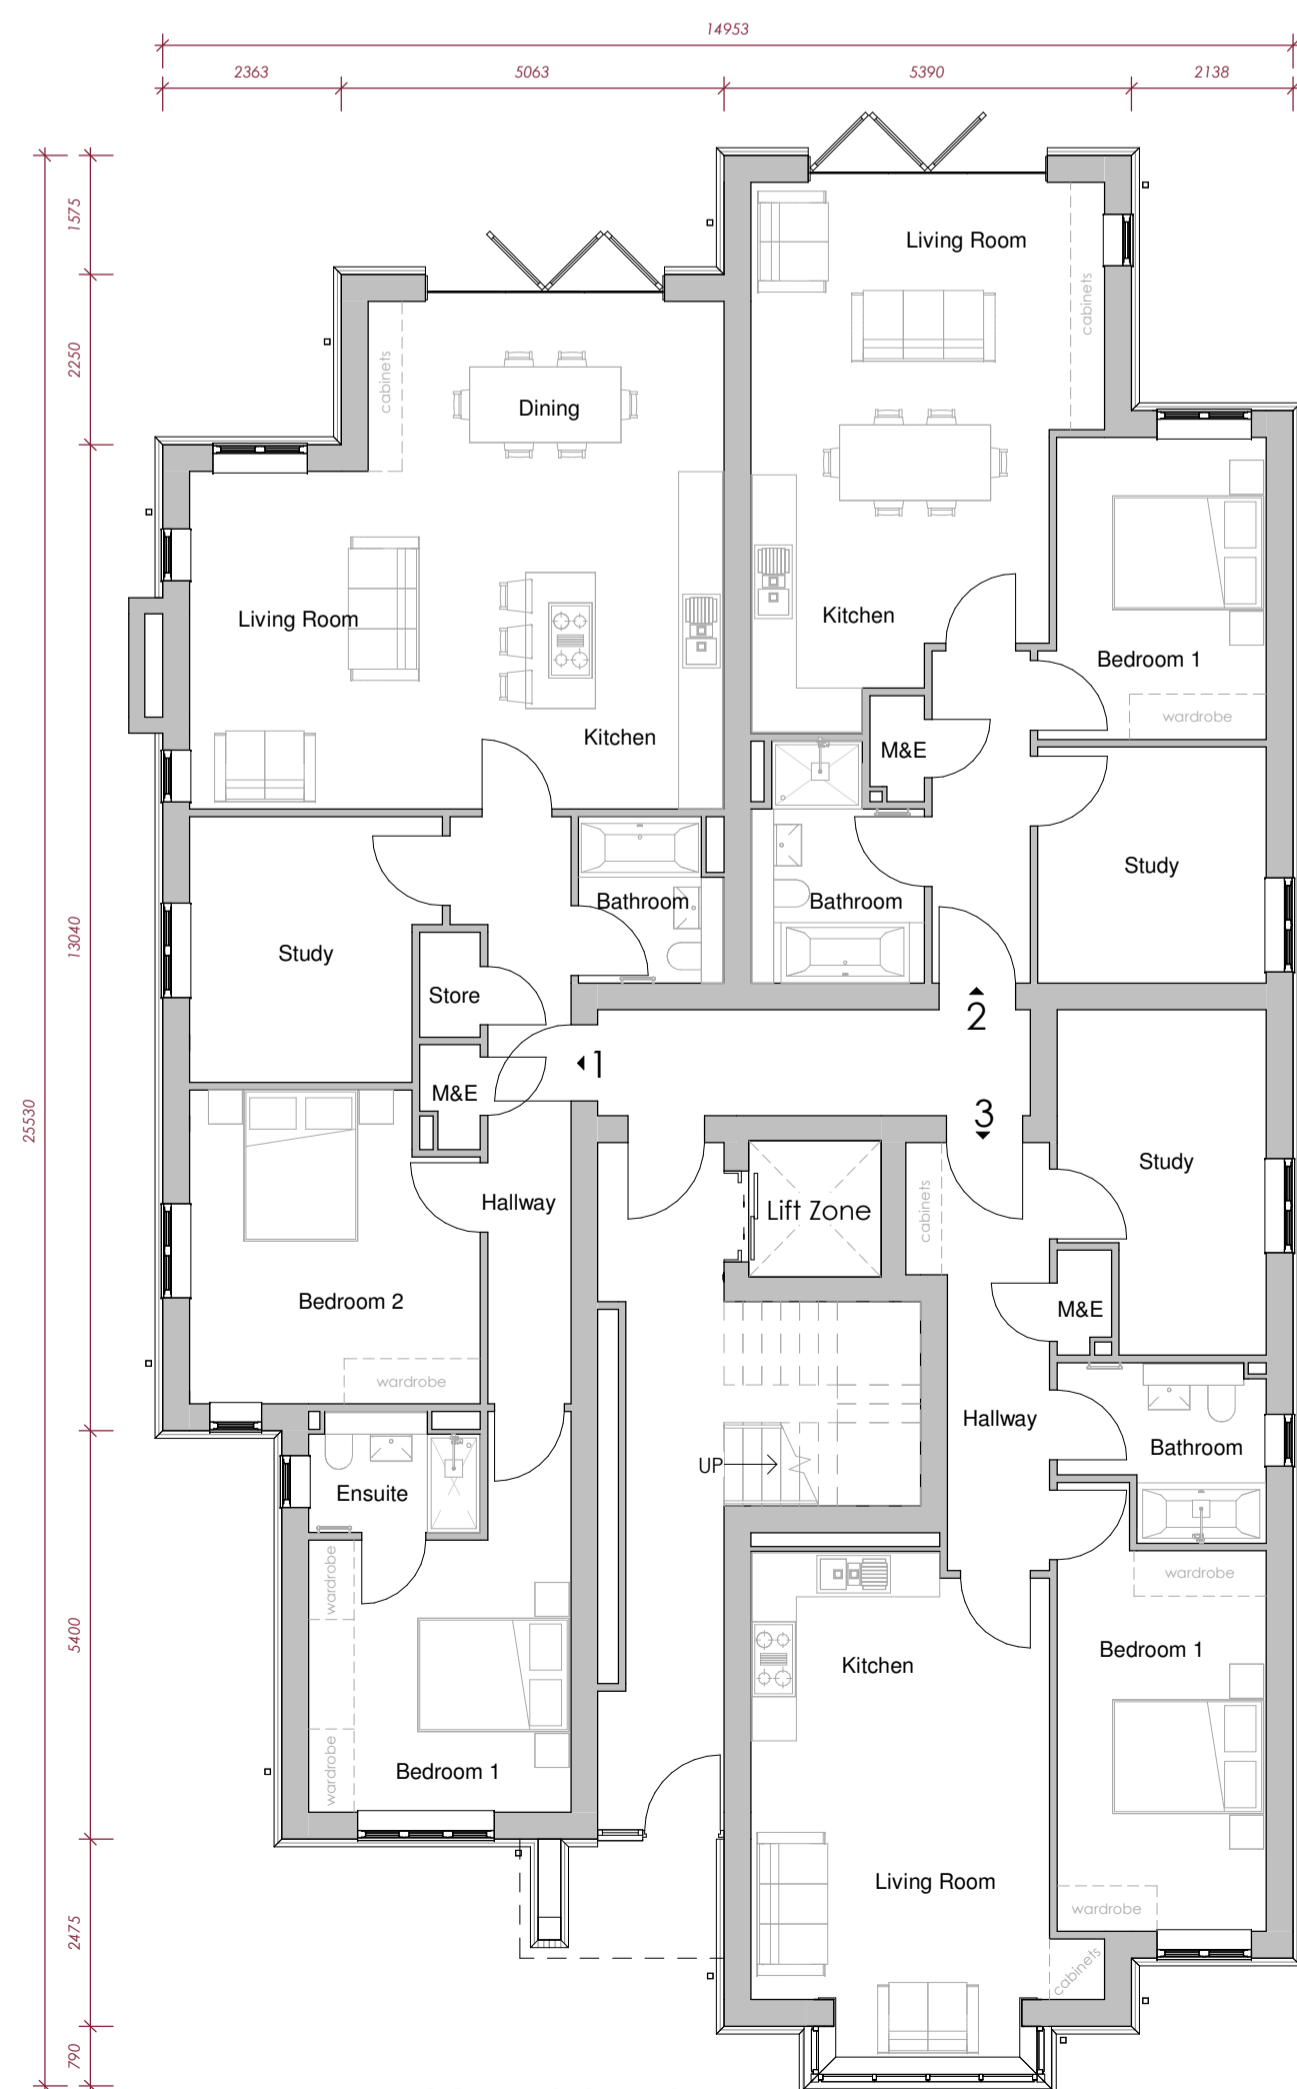 14953
2363
5063
5390
2138
1575
2250
13040
25530
5400
2475
790
Living Room
cabinets
cabinets
Dining
Living Room
Kitchen
Kitchen
Bedroom 1
wardrobe
M&E
Study
Bathroom
Bathroom
Study
Store
M&E
1
2
3
Study
Hallway
Lift Zone
cabinets
Bedroom 2
wardrobe
M&E
Hallway
Bathroom
UP
Ensuite
wardrobe
wardrobe
Kitchen
Bedroom 1
wardrobe
Bedroom 1
Living Room
wardrobe
cabinets